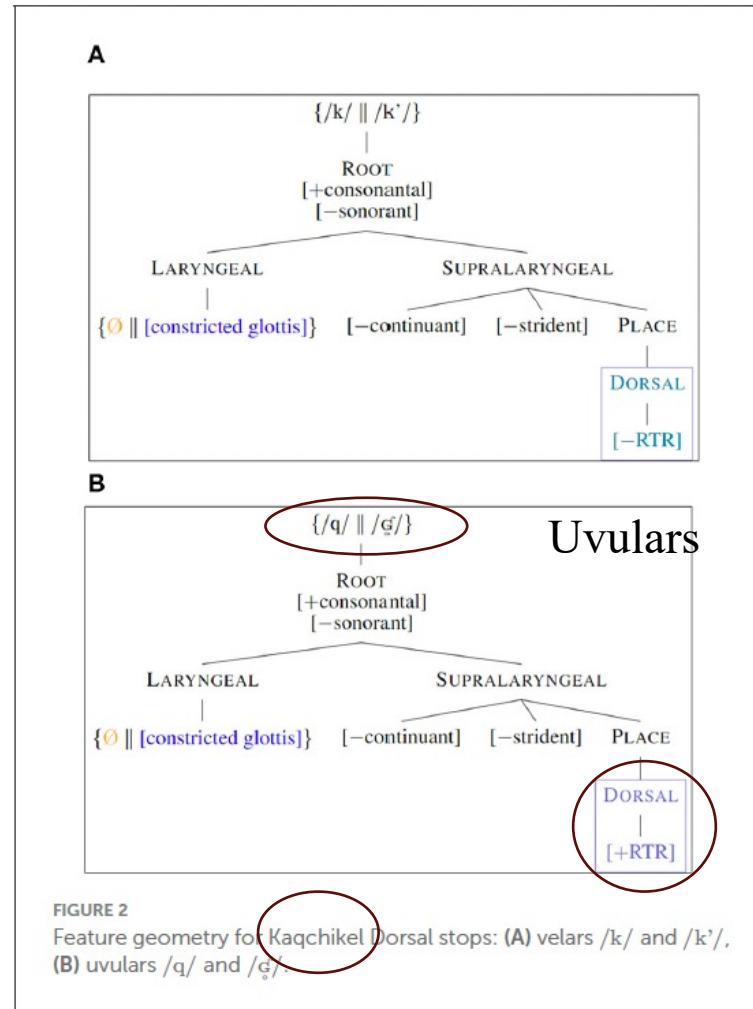 A
{/k/ ‖ /k’/}
ROOT
[+consonantal]
[−sonorant]
LARYNGEAL SUPRALARYNGEAL
{Ø ‖ [constricted glottis]} [−continuant] [−strident] PLACE
DORSAL
[−RTR]
B
{/q/ ‖ /ʛ̥/} Uvulars
ROOT
[+consonantal]
[−sonorant]
LARYNGEAL SUPRALARYNGEAL
{Ø ‖ [constricted glottis]} [−continuant] [−strident] PLACE
DORSAL
[+RTR]
FIGURE 2
Feature geometry for Kaqchikel Dorsal stops: (A) velars /k/ and /k’/,
(B) uvulars /q/ and /ʛ̥/.